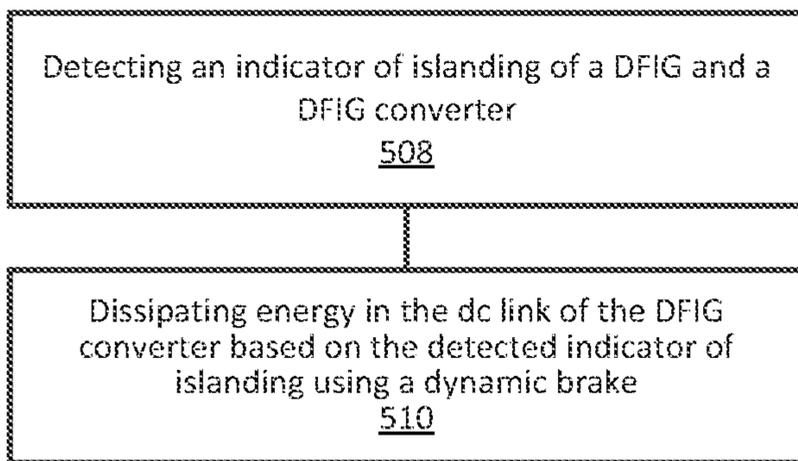 Detecting an indicator of islanding of a DFIG and a
DFIG converter
508
Dissipating energy in the dc link of the DFIG
converter based on the detected indicator of
islanding using a dynamic brake
510